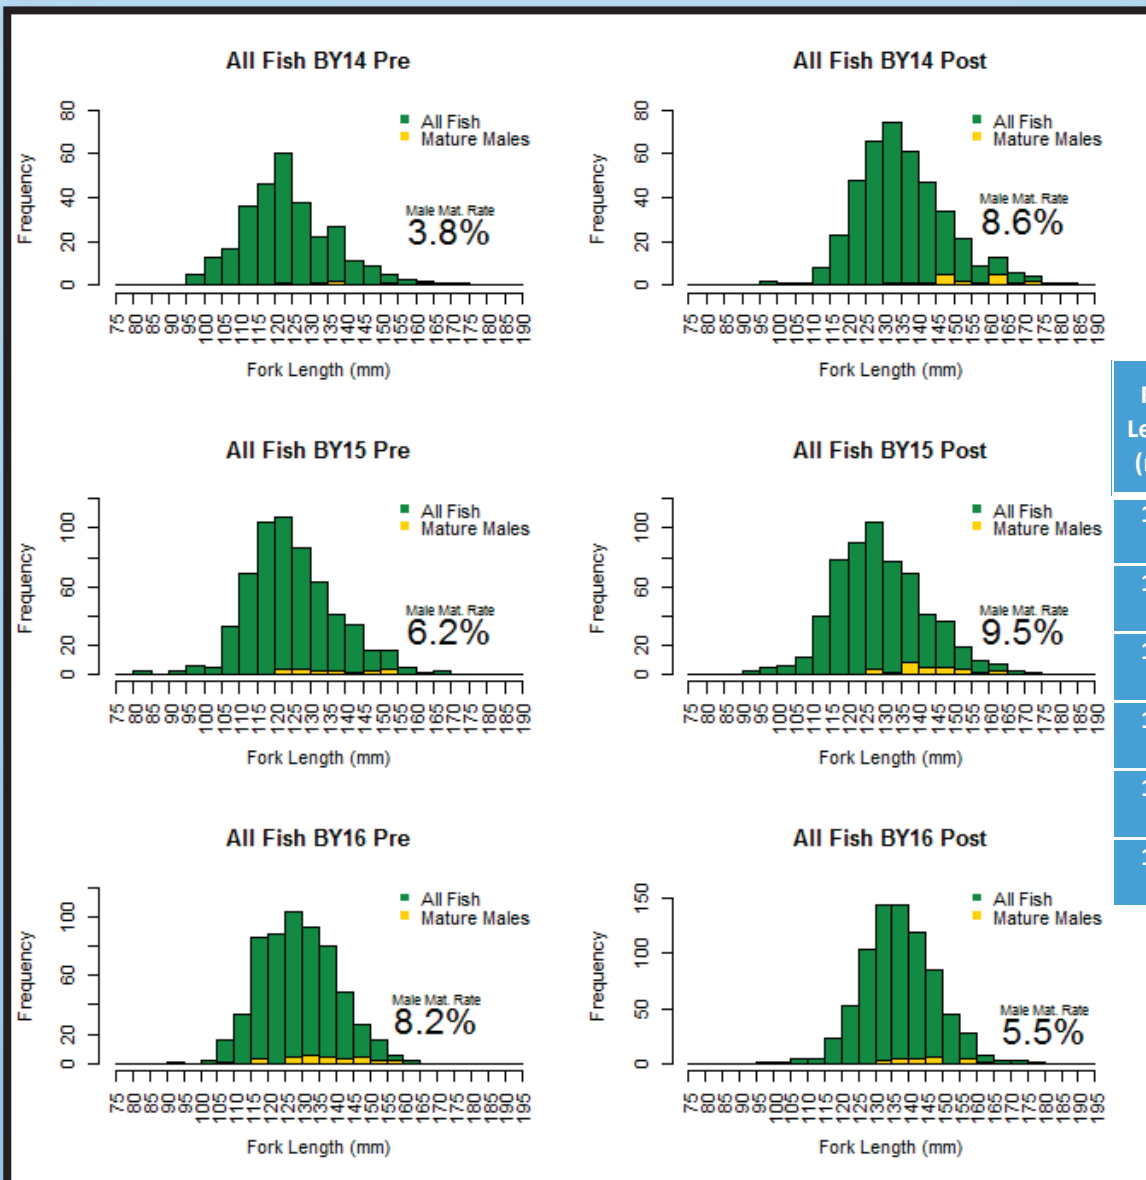 All Fish BY14 Pre
All Fish
Mature Males
Male Mat. Rate
3.8%
Frequency
80
60
40
20
0
75 80 85 90 95 100 105 110 115 120 125 130 135 140 145 150 155 160 165 170 175 180 185 190
Fork Length (mm)
All Fish BY14 Post
All Fish
Mature Males
Male Mat. Rate
8.6%
Frequency
80
60
40
20
0
75 80 85 90 95 100 105 110 115 120 125 130 135 140 145 150 155 160 165 170 175 180 185 190
Fork Length (mm)
All Fish BY15 Pre
All Fish
Mature Males
Male Mat. Rate
6.2%
Frequency
100
60
20
0
75 80 85 90 95 100 105 110 115 120 125 130 135 140 145 150 155 160 165 170 175 180 185 190
Fork Length (mm)
All Fish BY15 Post
All Fish
Mature Males
Male Mat. Rate
9.5%
Frequency
100
60
20
0
75 80 85 90 95 100 105 110 115 120 125 130 135 140 145 150 155 160 165 170 175 180 185 190
Fork Length (mm)
All Fish BY16 Pre
All Fish
Mature Males
Male Mat. Rate
8.2%
Frequency
100
60
20
0
75 80 85 90 95 100 105 110 115 120 125 130 135 140 145 150 155 160 165 170 175 180 185 190 195
Fork Length (mm)
All Fish BY16 Post
All Fish
Mature Males
Male Mat. Rate
5.5%
Frequency
150
100
50
0
75 80 85 90 95 100 105 110 115 120 125 130 135 140 145 150 155 160 165 170 175 180 185 190 195
Fork Length (mm)